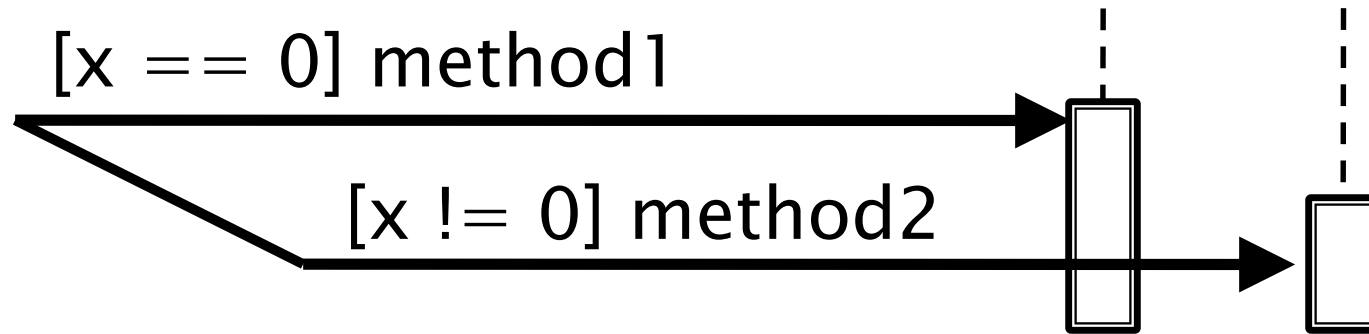 [x == 0] method1
[x != 0] method2